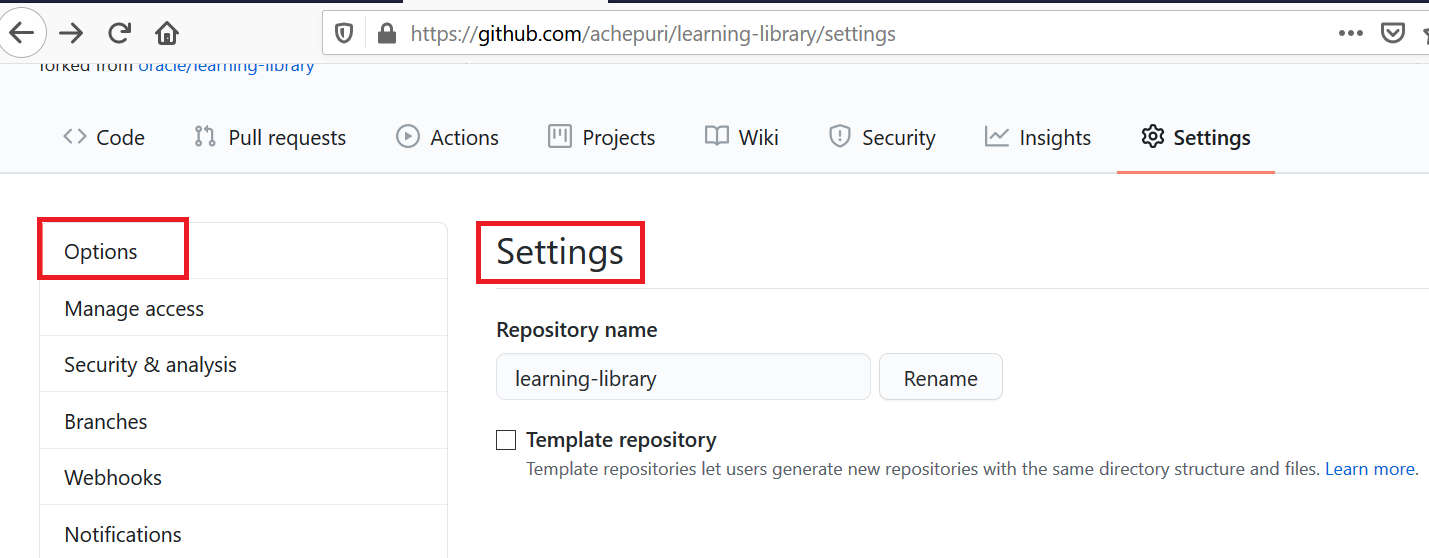 https://github.com/achepuri/learning-library/settings
forked from oracle/learning-library
Code Pull requests Actions Projects Wiki Security Insights Settings
Options
Manage access
Security & analysis
Branches
Webhooks
Notifications
Settings
Repository name
learning-library Rename
Template repository
Template repositories let users generate new repositories with the same directory structure and files. Learn more.